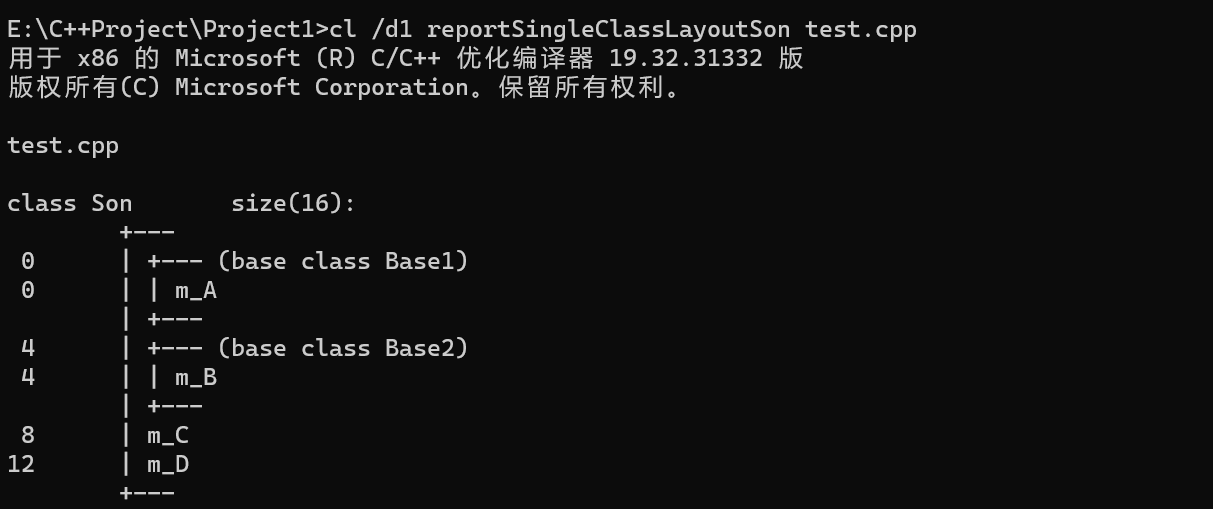 E:\C++Project\Project1>cl /d1 reportSingleClassLayoutSon test.cpp
用于 x86 的 Microsoft (R) C/C++ 优化编译器 19.32.31332 版
版权所有(C) Microsoft Corporation。保留所有权利。

test.cpp

class Son       size(16):
        +---
 0      | +--- (base class Base1)
 0      | | m_A
        | +---
 4      | +--- (base class Base2)
 4      | | m_B
        | +---
 8      | m_C
12      | m_D
        +---